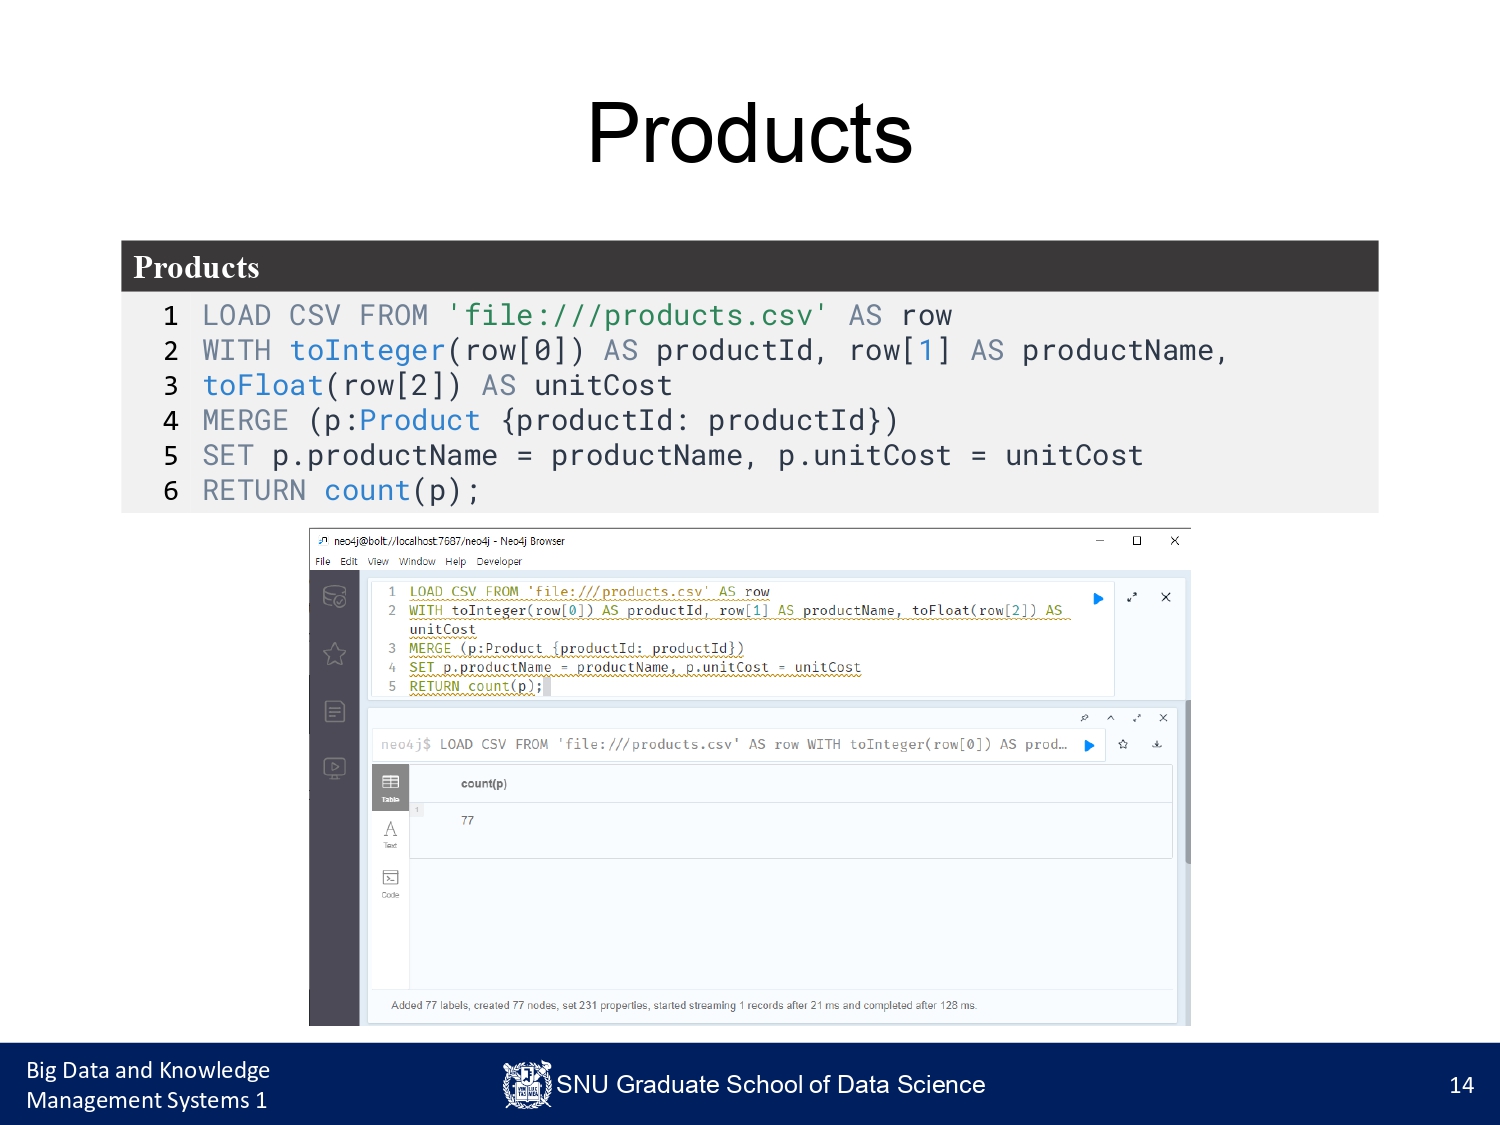 Products
Products
1 LOAD CSV FROM 'file:///products.csv' AS row
2 WITH toInteger(row[0]) AS productId, row[1] AS productName,
3 toFloat(row[2]) AS unitCost
4 MERGE (p:Product {productId: productId})
5 SET p.productName = productName, p.unitCost = unitCost
6 RETURN count(p);
neo4j@bolt://localhost:7687/neo4j - Neo4j Browser
File Edit View Window Help Developer
1 LOAD CSV FROM 'file:///products.csv' AS row
2 WITH toInteger(row[0]) AS productId, row[1] AS productName, toFloat(row[2]) AS
unitCost
3 MERGE (p:Product {productId: productId})
4 SET p.productName = productName, p.unitCost = unitCost
5 RETURN count(p);
neo4j$ LOAD CSV FROM 'file:///products.csv' AS row WITH toInteger(row[0]) AS prod…
Table
count(p)
1
77
Text
Code
Added 77 labels, created 77 nodes, set 231 properties, started streaming 1 records after 21 ms and completed after 128 ms.
Big Data and Knowledge
Management Systems 1
SNU Graduate School of Data Science
14